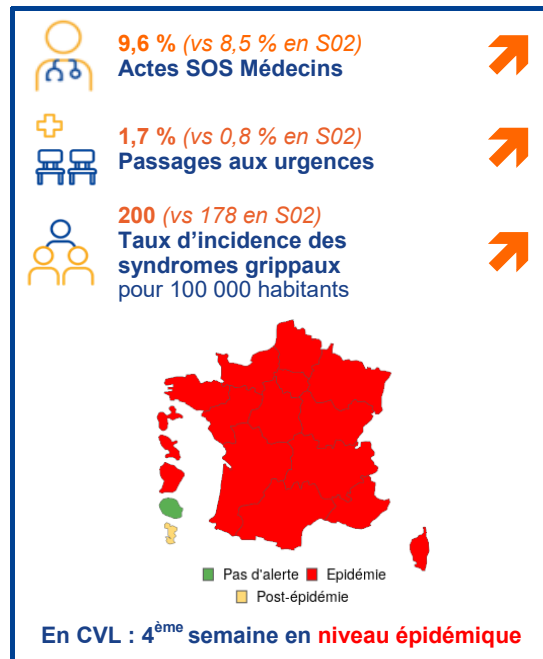 9,6 % (vs 8,5 % en S02)
Actes SOS Médecins
1,7 % (vs 0,8 % en S02)
Passages aux urgences
200 (vs 178 en S02)
Taux d'incidence des
syndromes grippaux
pour 100 000 habitants
Pas d'alerte Epidémie
Post-épidémie
En CVL : 4ème semaine en niveau épidémique